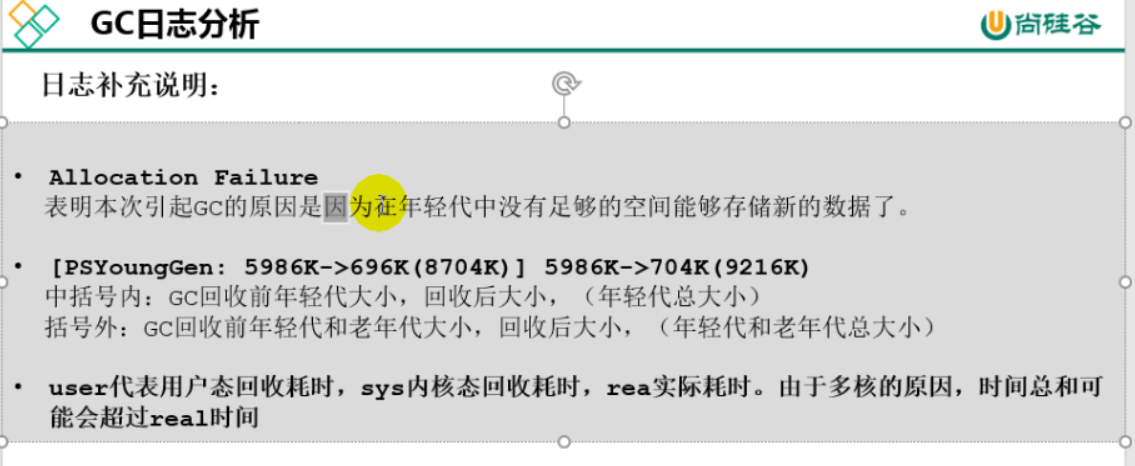 GC日志分析
尚硅谷
日志补充说明：
• Allocation Failure
表明本次引起GC的原因是因为在年轻代中没有足够的空间能够存储新的数据了。
• [PSYoungGen: 5986K->696K(8704K)] 5986K->704K(9216K)
中括号内：GC回收前年轻代大小，回收后大小，（年轻代总大小）
括号外：GC回收前年轻代和老年代大小，回收后大小，（年轻代和老年代总大小）
• user代表用户态回收耗时，sys内核态回收耗时，rea实际耗时。由于多核的原因，时间总和可
能会超过real时间